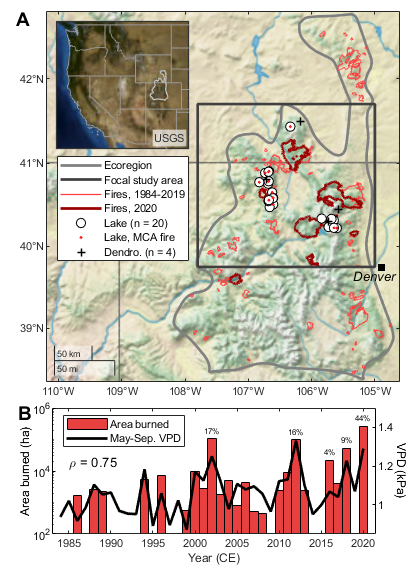 A
42°N
41°N
40°N
39°N
USGS
Ecoregion
Focal study area
Fires, 1984-2019
Fires, 2020
Lake (n = 20)
Lake, MCA fire
Dendro. (n = 4)
Denver
50 km
50 mi
110°W 109°W 108°W 107°W 106°W 105°W
B
Area burned
May-Sep. VPD
ρ = 0.75
17%
16%
4%
9%
44%
Area burned (ha)
10^6
10^4
10^2
VPD (kPa)
1.4
1.2
1
1985 1990 1995 2000 2005 2010 2015 2020
Year (CE)